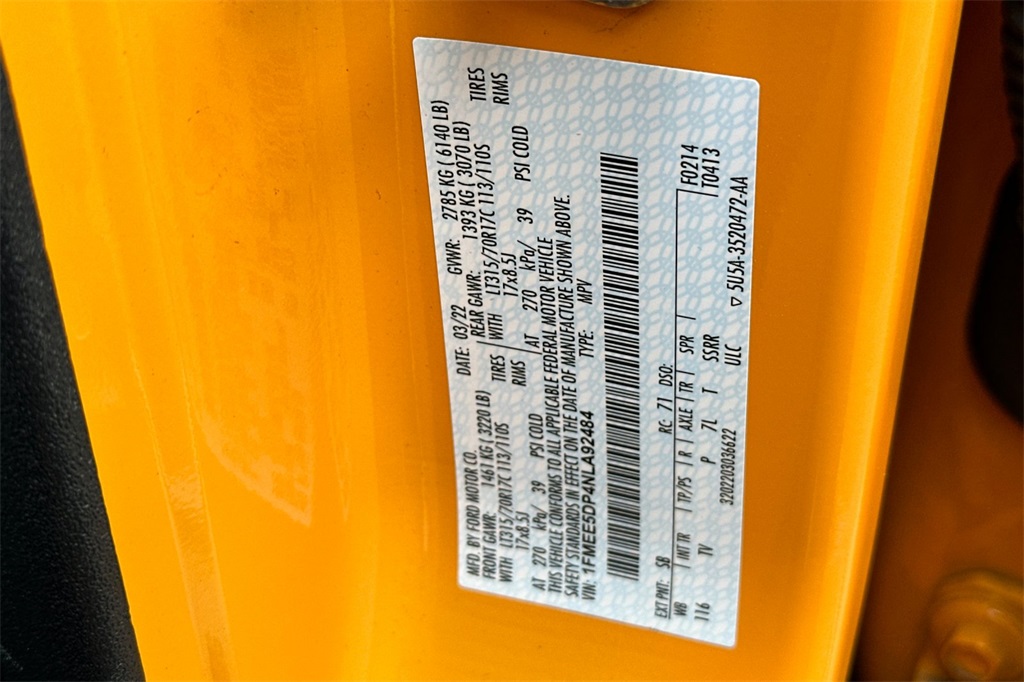 MFD. BY FORD MOTOR CO. DATE: 03/22 GVWR: 2785 KG ( 6140 LB)
FRONT GAWR: 1461 KG ( 3220 LB) REAR GAWR: 1393 KG ( 3070 LB)
WITH LT315/70R17C 113/110S TIRES WITH LT315/70R17C 113/110S TIRES
17x8.5J RIMS 17x8.5J RIMS
AT 270 kPa/ 39 PSI COLD AT 270 kPa/ 39 PSI COLD
THIS VEHICLE CONFORMS TO ALL APPLICABLE FEDERAL MOTOR VEHICLE
SAFETY STANDARDS IN EFFECT ON THE DATE OF MANUFACTURE SHOWN ABOVE.
VIN: 1FMEE5DP4NLA92484 TYPE: MPV
EXT PNT: SB RC: 71 DSO: F0214
WB INT TR TP/PS R AXLE TR SPR T0413
116 TV P 7L T SSRR
ULC 5U5A-3520472-AA
3202203036622